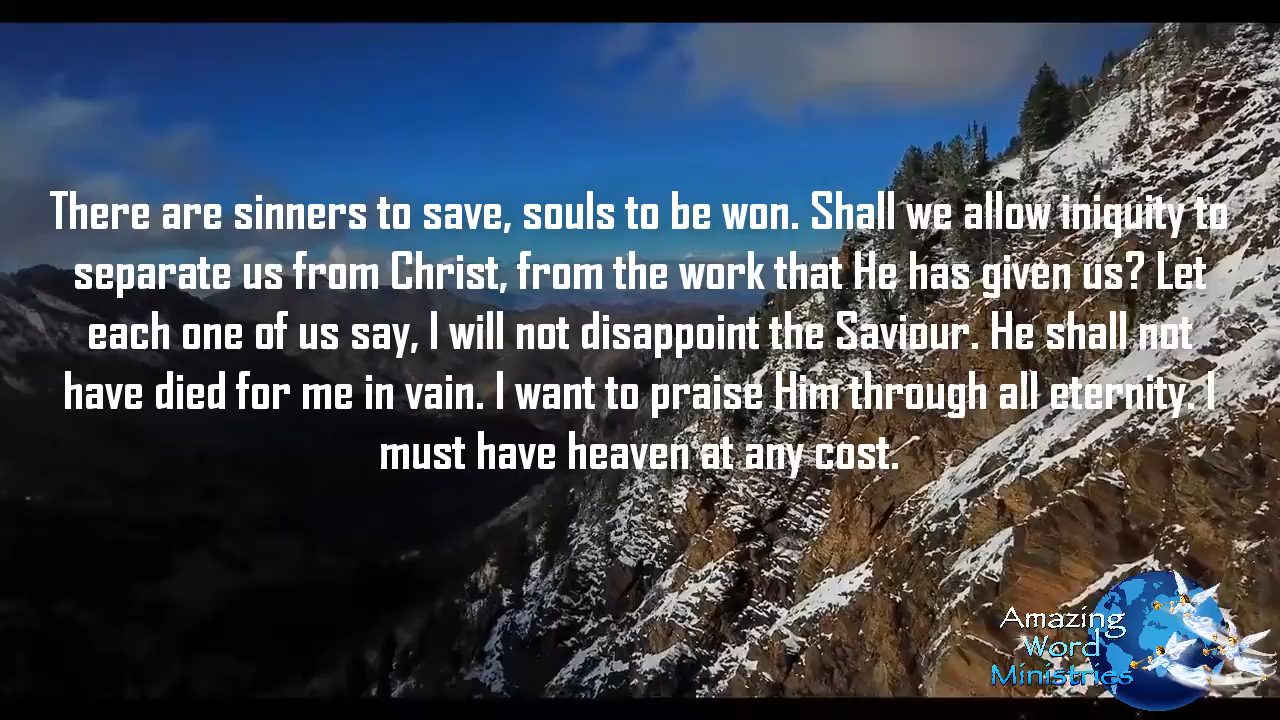 There are sinners to save, souls to be won. Shall we allow iniquity to
separate us from Christ, from the work that He has given us? Let
each one of us say, I will not disappoint the Saviour. He shall not
have died for me in vain. I want to praise Him through all eternity. I
must have heaven at any cost.
Amazing
Word
Ministries